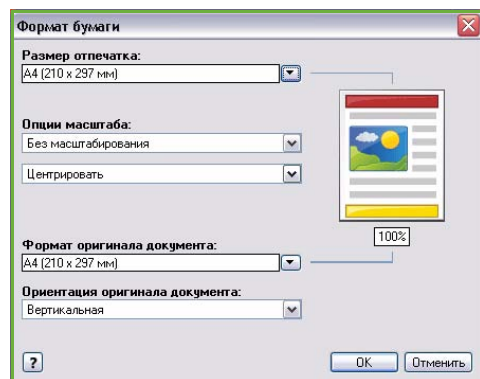 Формат бумаги
Размер отпечатка:
A4 (210 x 297 мм)
Опции масштаба:
Без масштабирования
Центрировать
100%
Формат оригинала документа:
A4 (210 x 297 мм)
Ориентация оригинала документа:
Вертикальная
?
OK
Отменить